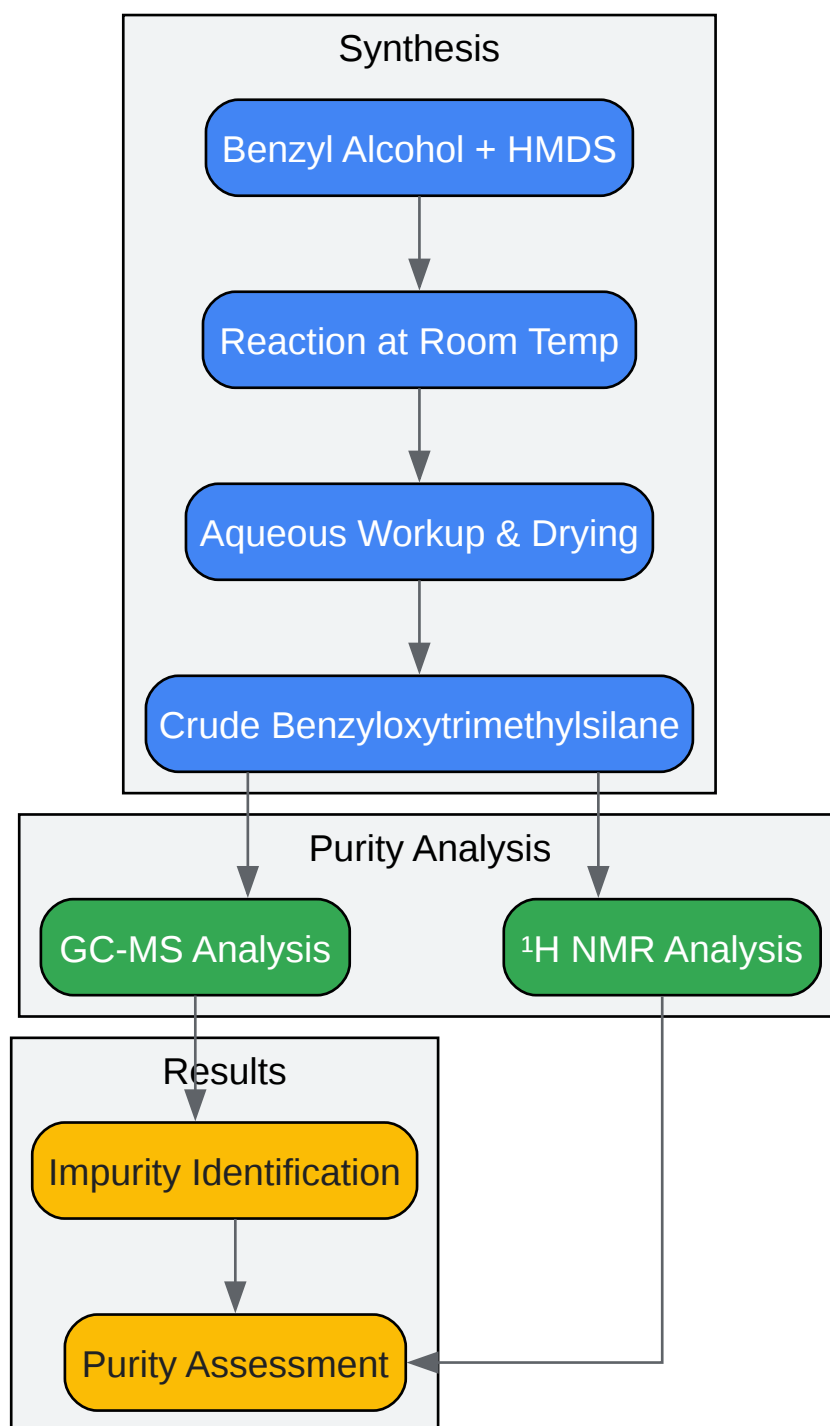 Synthesis
Benzyl Alcohol + HMDS
Reaction at Room Temp
Aqueous Workup & Drying
Crude Benzyloxytrimethylsilane
Purity Analysis
GC-MS Analysis
¹H NMR Analysis
Results
Impurity Identification
Purity Assessment